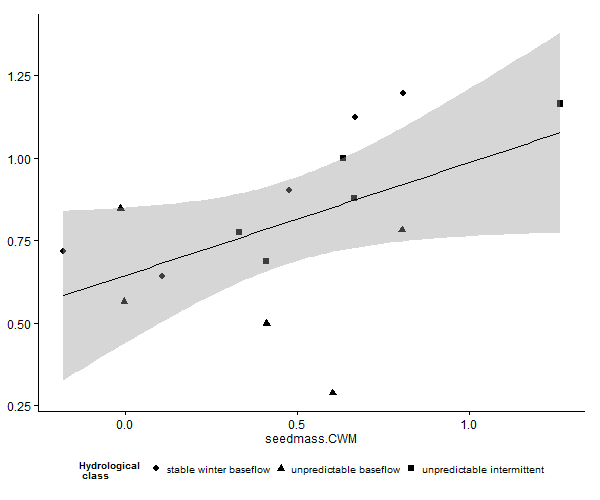 1.25
1.00
0.75
0.50
0.25
0.0 0.5 1.0
seedmass.CWM
Hydrological
class
stable winter baseflow unpredictable baseflow unpredictable intermittent